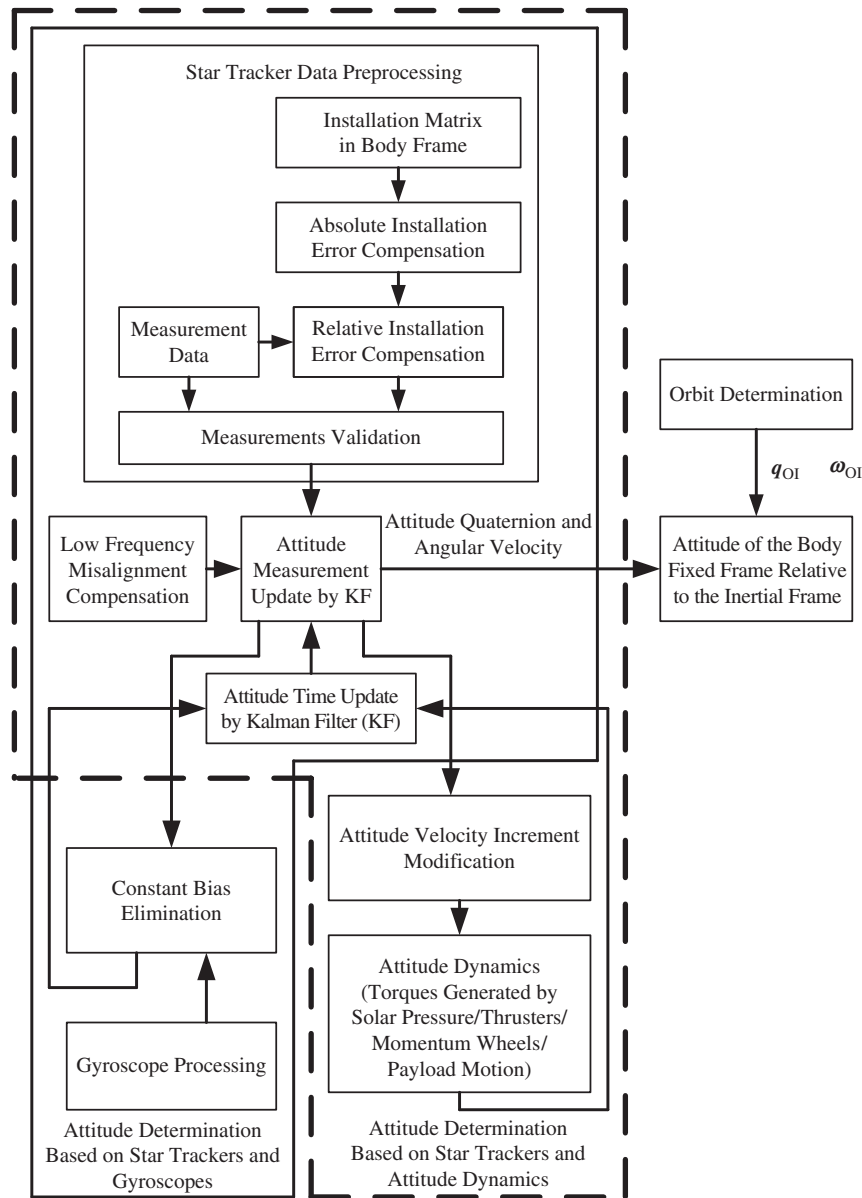 Star Tracker Data Preprocessing
Installation Matrix
in Body Frame
Absolute Installation
Error Compensation
Measurement
Data
Relative Installation
Error Compensation
Measurements Validation
Orbit Determination
q_OI ω_OI
Low Frequency
Misalignment
Compensation
Attitude
Measurement
Update by KF
Attitude Quaternion and
Angular Velocity
Attitude of the Body
Fixed Frame Relative
to the Inertial Frame
Attitude Time Update
by Kalman Filter (KF)
Attitude Velocity Increment
Modification
Constant Bias
Elimination
Attitude Dynamics
(Torques Generated by
Solar Pressure/Thrusters/
Momentum Wheels/
Payload Motion)
Gyroscope Processing
Attitude Determination
Based on Star Trackers and
Gyroscopes
Attitude Determination
Based on Star Trackers and
Attitude Dynamics